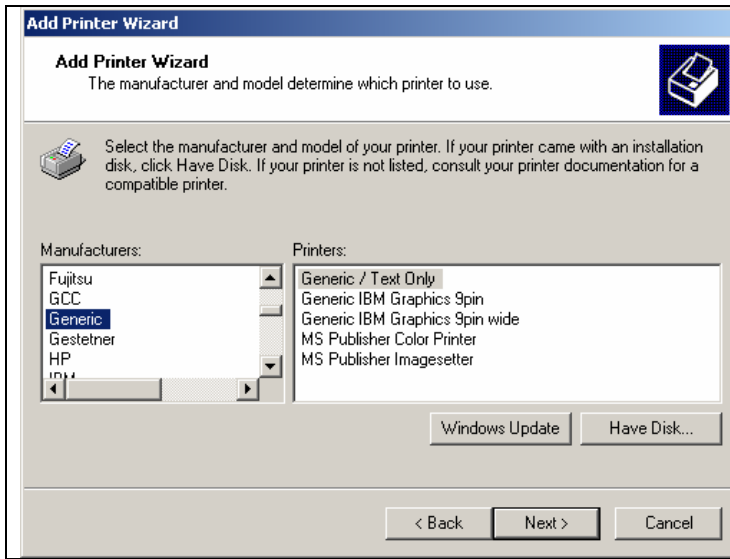 Add Printer Wizard
Add Printer Wizard
The manufacturer and model determine which printer to use.
Select the manufacturer and model of your printer. If your printer came with an installation
disk, click Have Disk. If your printer is not listed, consult your printer documentation for a
compatible printer.
Manufacturers:
Fujitsu
GCC
Generic
Gestetner
HP
IBM
Printers:
Generic / Text Only
Generic IBM Graphics 9pin
Generic IBM Graphics 9pin wide
MS Publisher Color Printer
MS Publisher Imagesetter
Windows Update
Have Disk...
< Back
Next >
Cancel